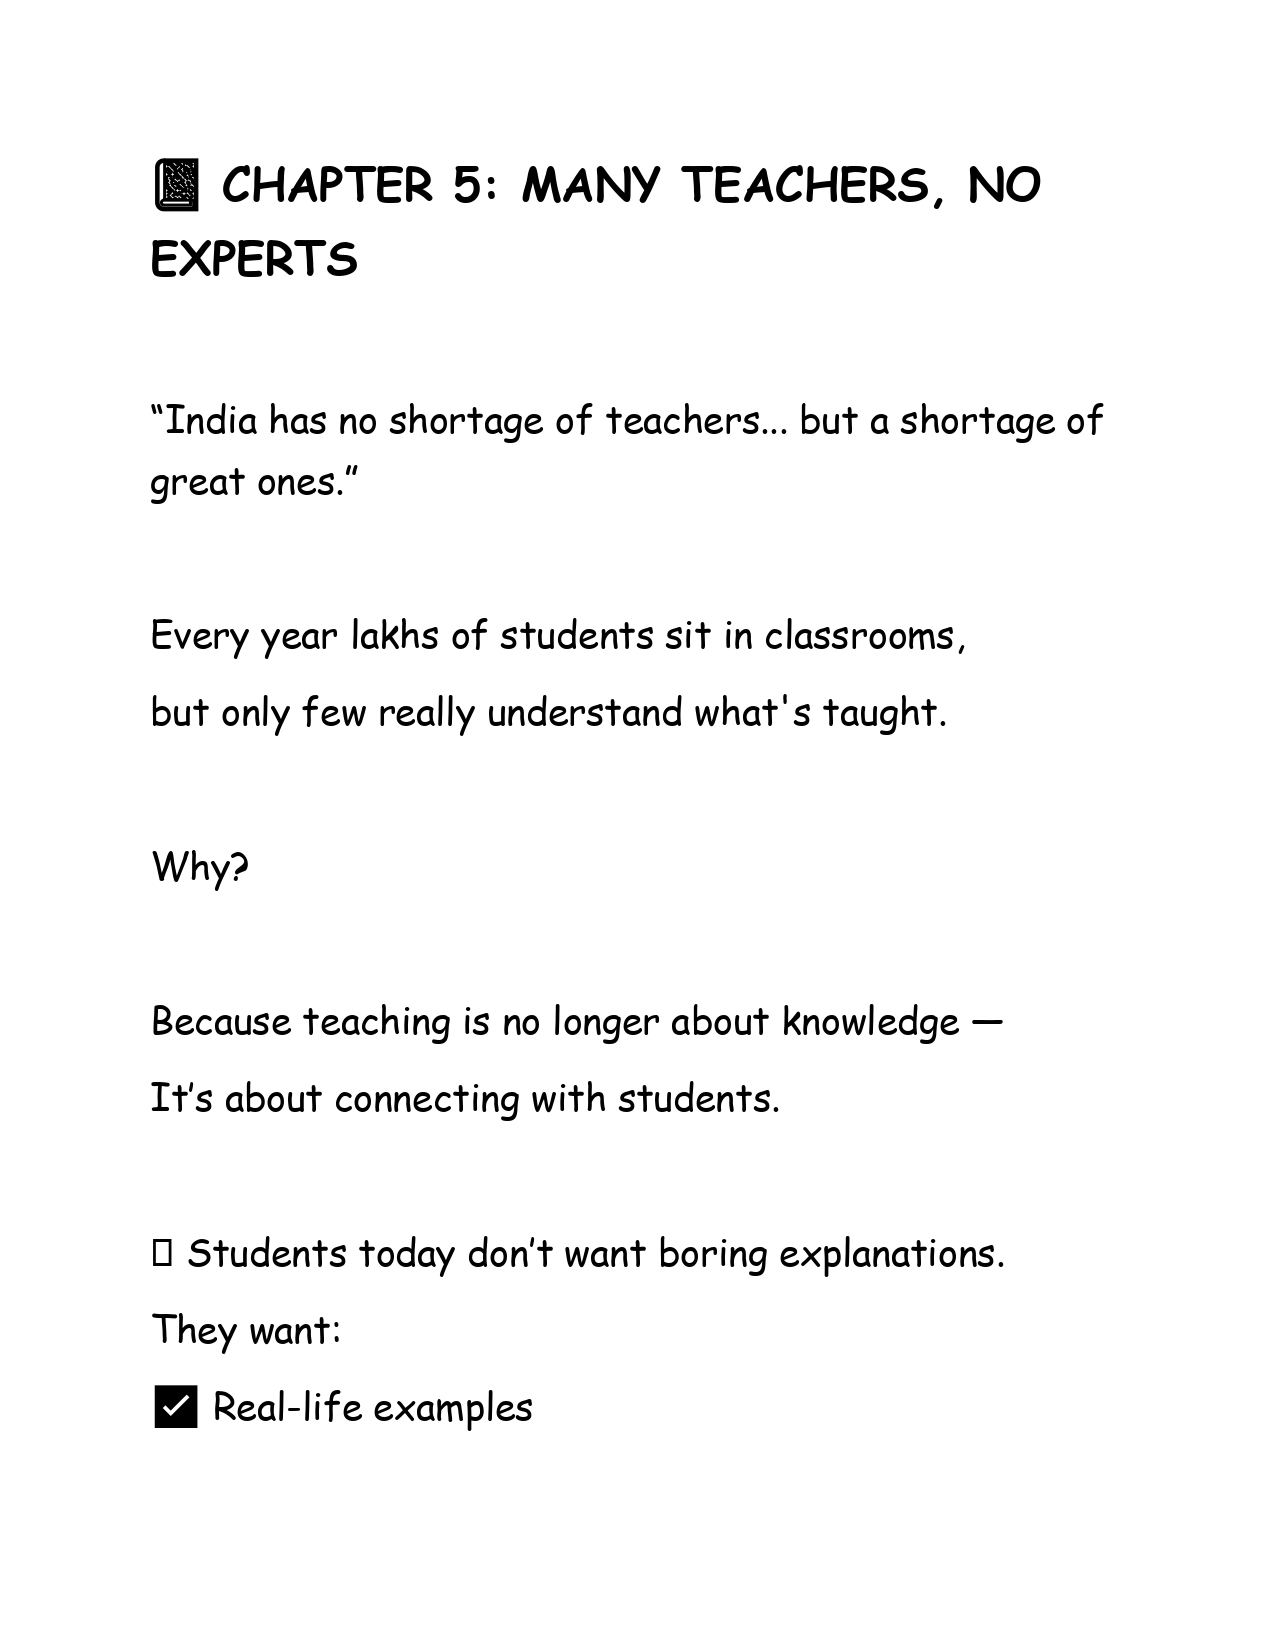 📓 CHAPTER 5: MANY TEACHERS, NO
EXPERTS
“India has no shortage of teachers... but a shortage of
great ones.”
Every year lakhs of students sit in classrooms,
but only few really understand what's taught.
Why?
Because teaching is no longer about knowledge —
It’s about connecting with students.
▯ Students today don’t want boring explanations.
They want:
✅ Real-life examples